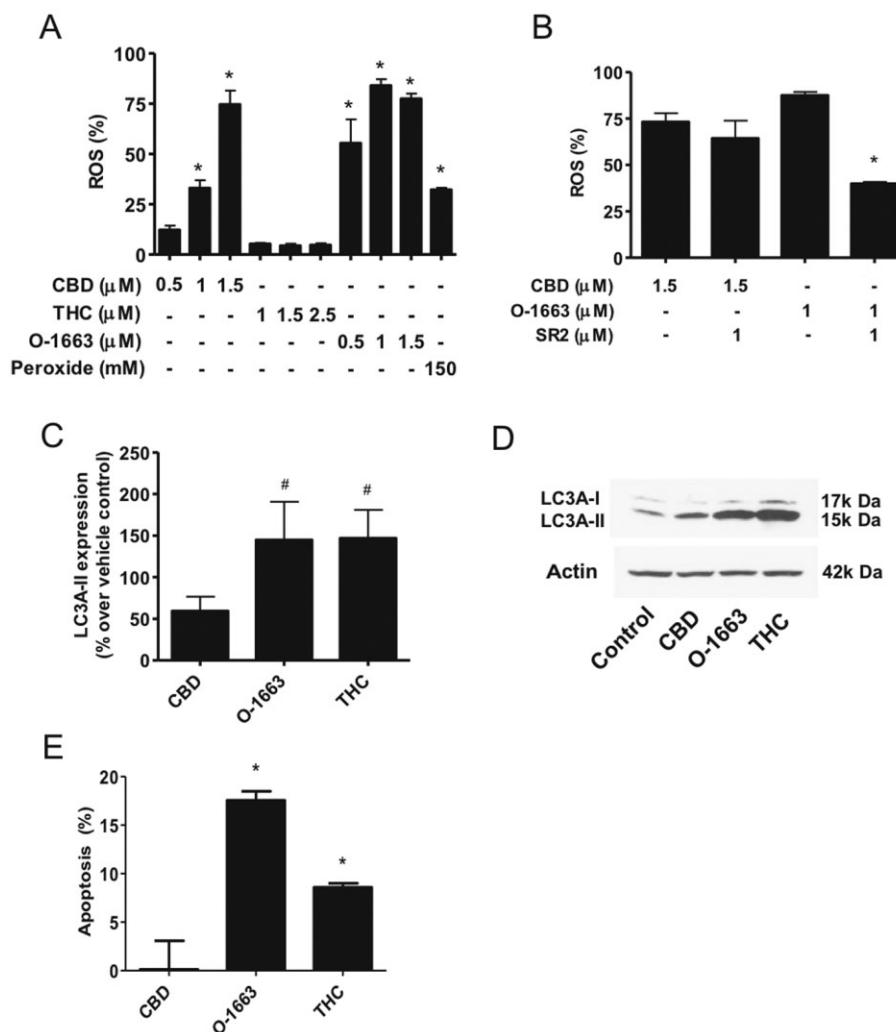 A
ROS (%)
100
75
50
25
0
* * * * * *
CBD (μM) 0.5 1 1.5 - - - - - - -
THC (μM) - - - 1 1.5 2.5 - - - -
O-1663 (μM) - - - - - - 0.5 1 1.5 -
Peroxide (mM) - - - - - - - - - 150
B
ROS (%)
100
75
50
25
0
*
CBD (μM) 1.5 1.5 - -
O-1663 (μM) - - 1 1
SR2 (μM) - 1 - 1
C
LC3A-II expression
(% over vehicle control)
250
200
150
100
50
0
# #
CBD O-1663 THC
D
LC3A-I 17k Da
LC3A-II 15k Da
Actin 42k Da
Control CBD O-1663 THC
E
Apoptosis (%)
20
15
10
5
0
* *
CBD O-1663 THC